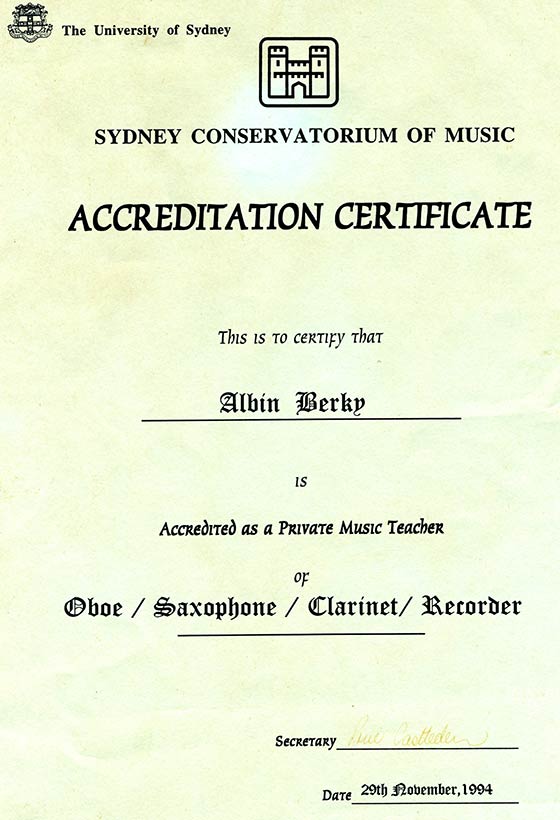 The University of Sydney
SYDNEY CONSERVATORIUM OF MUSIC
ACCREDITATION CERTIFICATE
This is to certify that
Albin Berky
is
Accredited as a Private Music Teacher
of
Oboe / Saxophone / Clarinet/ Recorder
Secretary
Date 29th November,1994